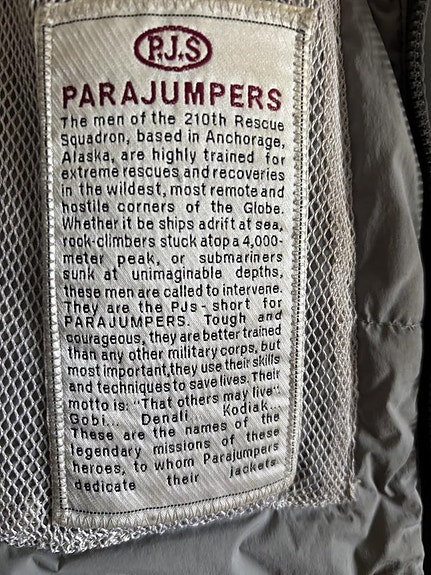 P.J.S
PARAJUMPERS
The men of the 210th Rescue
Squadron, based in Anchorage,
Alaska, are highly trained for
extreme rescues and recoveries
in the wildest, most remote and
hostile corners of the Globe.
Whether it be ships adrift at sea,
rock-climbers stuck atop a 4,000-
meter peak, or submariners
sunk at unimaginable depths,
these men are called to intervene.
They are the PJs - short for
PARAJUMPERS. Tough and
courageous, they are better trained
than any other military corps, but
most important, they use their skills
and techniques to save lives. Their
motto is: "That others may live".
Gobi... Denali... Kodiak...
These are the names of the
legendary missions of these
heroes, to whom Parajumpers
dedicate their jackets.